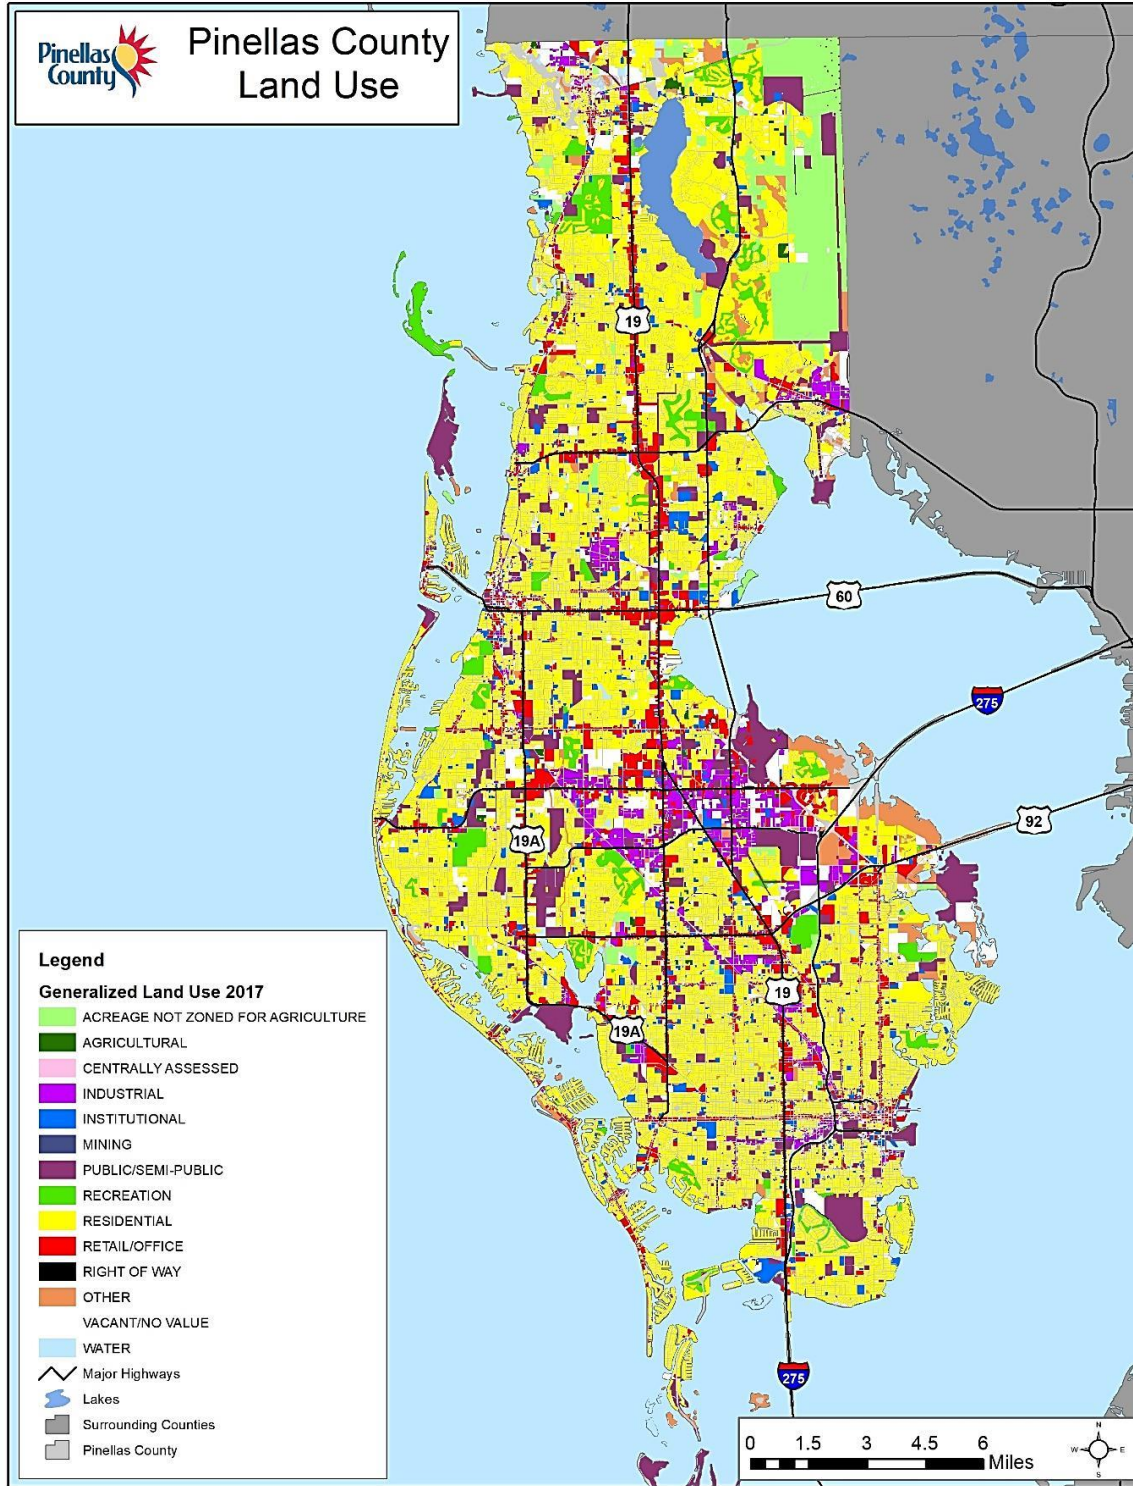 Pinellas
County
Pinellas County
Land Use
19
60
275
19A
92
19
19A
275
Legend
Generalized Land Use 2017
ACREAGE NOT ZONED FOR AGRICULTURE
AGRICULTURAL
CENTRALLY ASSESSED
INDUSTRIAL
INSTITUTIONAL
MINING
PUBLIC/SEMI-PUBLIC
RECREATION
RESIDENTIAL
RETAIL/OFFICE
RIGHT OF WAY
OTHER
VACANT/NO VALUE
WATER
Major Highways
Lakes
Surrounding Counties
Pinellas County
0 1.5 3 4.5 6
Miles
N
W E
S